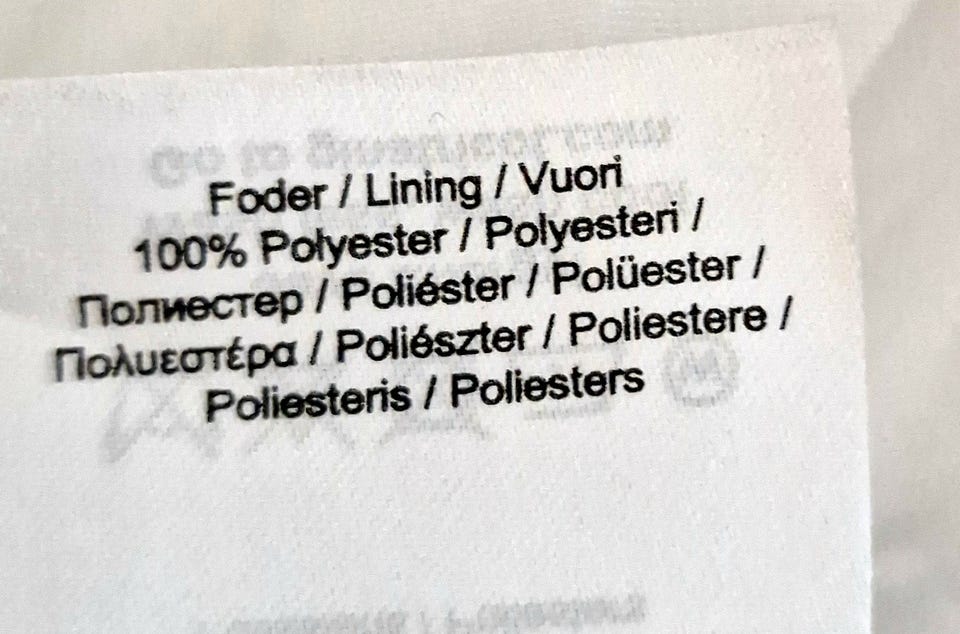 Foder / Lining / Vuori
100% Polyester / Polyesteri /
Полиестер / Poliéster / Polüester /
Πολυεστέρα / Poliészter / Poliestere /
Poliesteris / Poliesters